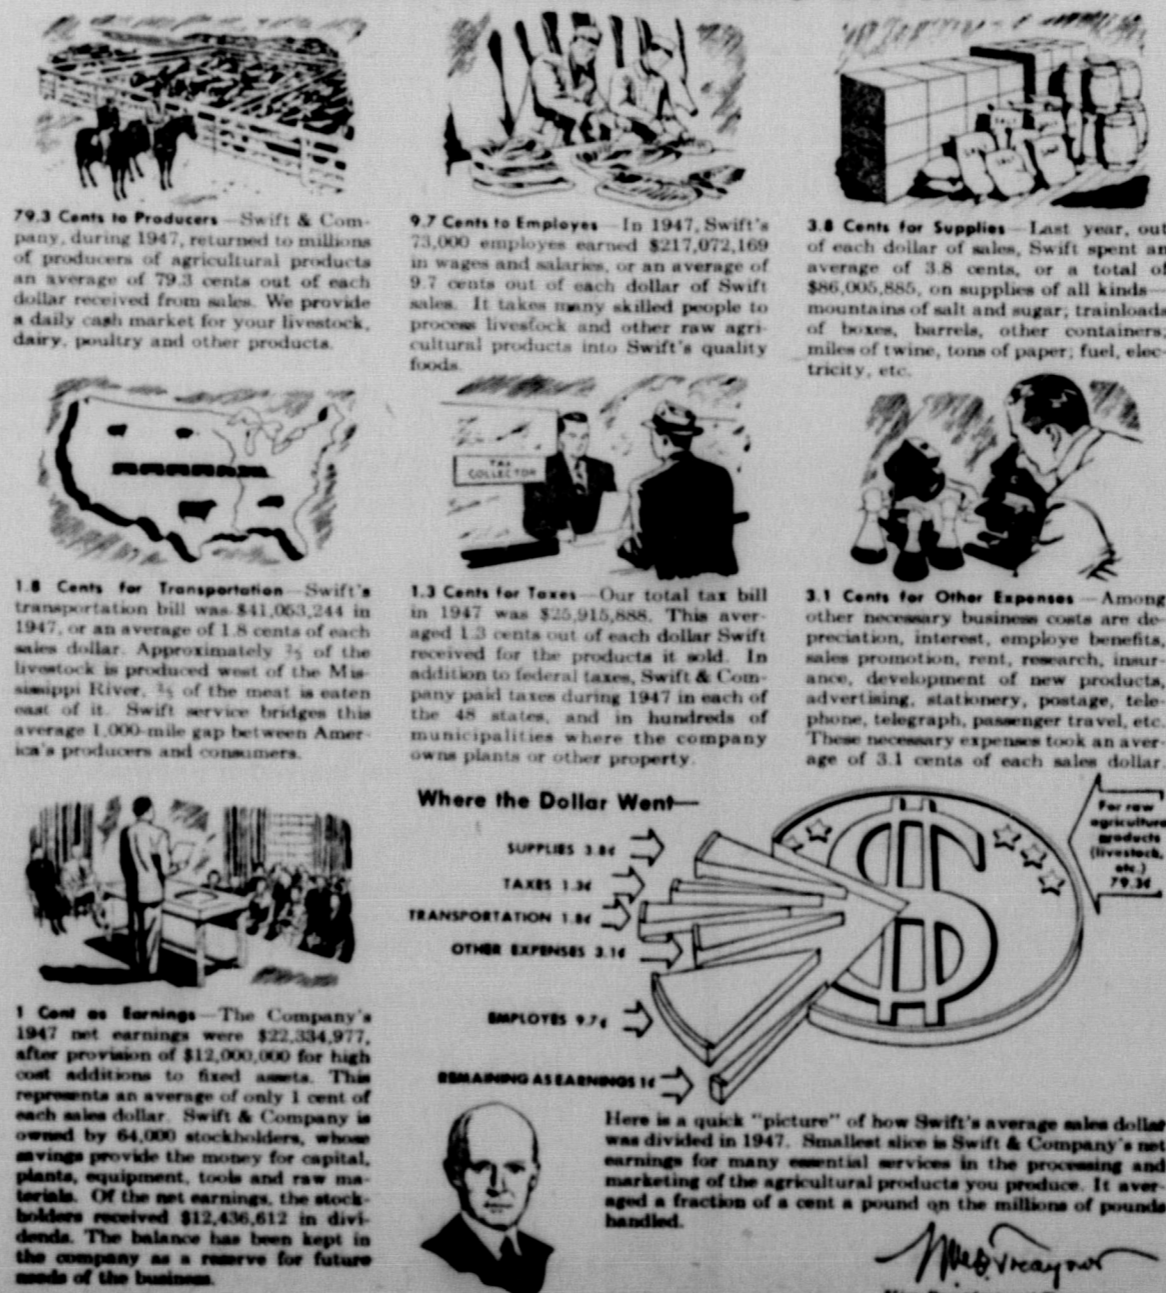 79.3 Cents to Producers—Swift & Com-
pany, during 1947, returned to millions
of producers of agricultural products
an average of 79.3 cents out of each
dollar received from sales. We provide
a daily cash market for your livestock,
dairy, poultry and other products.
9.7 Cents to Employes—In 1947, Swift's
73,000 employes earned $217,072,169
in wages and salaries, or an average of
9.7 cents out of each dollar of Swift
sales. It takes many skilled people to
process livestock and other raw agri-
cultural products into Swift's quality
foods.
3.8 Cents for Supplies—Last year, out
of each dollar of sales, Swift spent an
average of 3.8 cents, or a total of
$86,005,885, on supplies of all kinds—
mountains of salt and sugar; trainloads
of boxes, barrels, other containers;
miles of twine, tons of paper; fuel, elec-
tricity, etc.
TAX
COLLECTOR
1.8 Cents for Transportation—Swift's
transportation bill was $41,053,244 in
1947, or an average of 1.8 cents of each
sales dollar. Approximately ⅔ of the
livestock is produced west of the Mis-
sissippi River, ⅔ of the meat is eaten
east of it. Swift service bridges this
average 1,000-mile gap between Amer-
ica's producers and consumers.
1.3 Cents for Taxes—Our total tax bill
in 1947 was $25,915,888. This aver-
aged 1.3 cents out of each dollar Swift
received for the products it sold. In
addition to federal taxes, Swift & Com-
pany paid taxes during 1947 in each of
the 48 states, and in hundreds of
municipalities where the company
owns plants or other property.
3.1 Cents for Other Expenses—Among
other necessary business costs are de-
preciation, interest, employe benefits,
sales promotion, rent, research, insur-
ance, development of new products,
advertising, stationery, postage, tele-
phone, telegraph, passenger travel, etc.
These necessary expenses took an aver-
age of 3.1 cents of each sales dollar.
1 Cent as Earnings—The Company's
1947 net earnings were $22,334,977,
after provision of $12,000,000 for high
cost additions to fixed assets. This
represents an average of only 1 cent of
each sales dollar. Swift & Company is
owned by 64,000 stockholders, whose
savings provide the money for capital,
plants, equipment, tools and raw ma-
terials. Of the net earnings, the stock-
holders received $12,436,612 in divi-
dends. The balance has been kept in
the company as a reserve for future
needs of the business.
Where the Dollar Went—
SUPPLIES 3.8¢
TAXES 1.3¢
TRANSPORTATION 1.8¢
OTHER EXPENSES 3.1¢
EMPLOYES 9.7¢
REMAINING AS EARNINGS 1¢
$
For raw
agricultural
products
(livestock,
etc.)
79.3¢
Here is a quick "picture" of how Swift's average sales dollar
was divided in 1947. Smallest slice is Swift & Company's net
earnings for many essential services in the processing and
marketing of the agricultural products you produce. It aver-
aged a fraction of a cent a pound on the millions of pounds
handled.